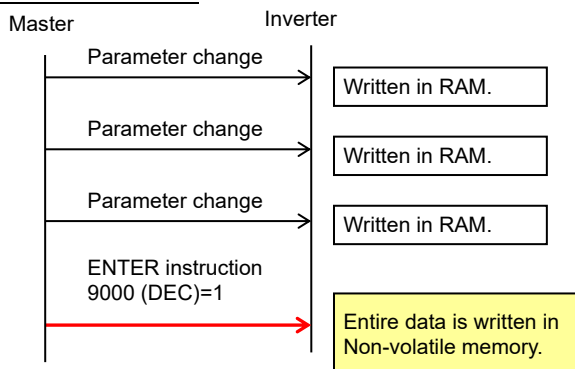 Master
Inverter
Parameter change
Written in RAM.
Parameter change
Written in RAM.
Parameter change
Written in RAM.
ENTER instruction
9000 (DEC)=1
Entire data is written in
Non-volatile memory.